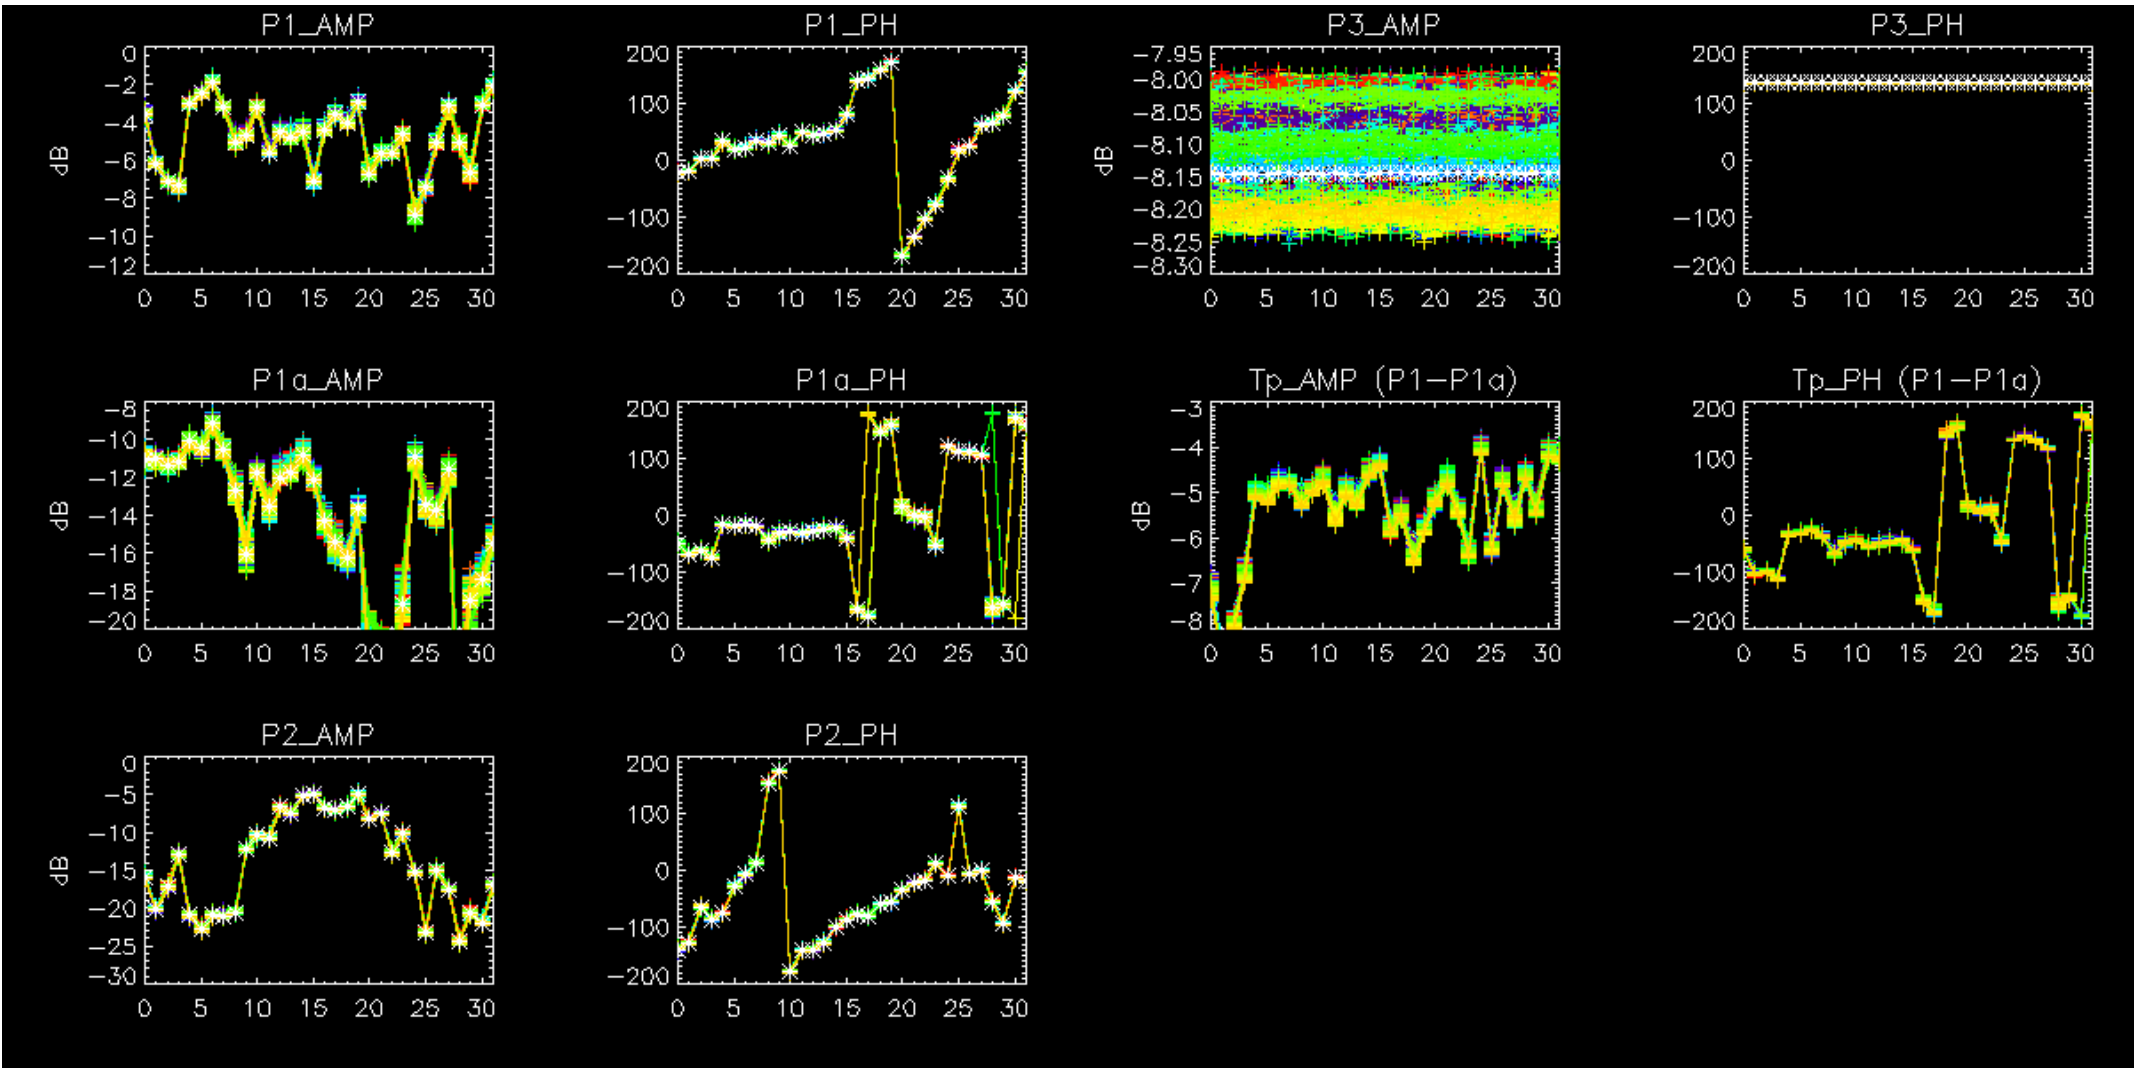 P1_AMP
0
−2
−4
−6
−8
−10
−12
dB
0 5 10 15 20 25 30
P1_PH
200
100
0
−100
−200
0 5 10 15 20 25 30
P3_AMP
−7.95
−8.00
−8.05
−8.10
−8.15
−8.20
−8.25
−8.30
dB
0 5 10 15 20 25 30
P3_PH
200
100
0
−100
−200
0 5 10 15 20 25 30
P1a_AMP
−8
−10
−12
−14
−16
−18
−20
dB
0 5 10 15 20 25 30
P1a_PH
200
100
0
−100
−200
0 5 10 15 20 25 30
Tp_AMP (P1−P1a)
−3
−4
−5
−6
−7
−8
dB
0 5 10 15 20 25 30
Tp_PH (P1−P1a)
200
100
0
−100
−200
0 5 10 15 20 25 30
P2_AMP
0
−5
−10
−15
−20
−25
−30
dB
0 5 10 15 20 25 30
P2_PH
200
100
0
−100
−200
0 5 10 15 20 25 30